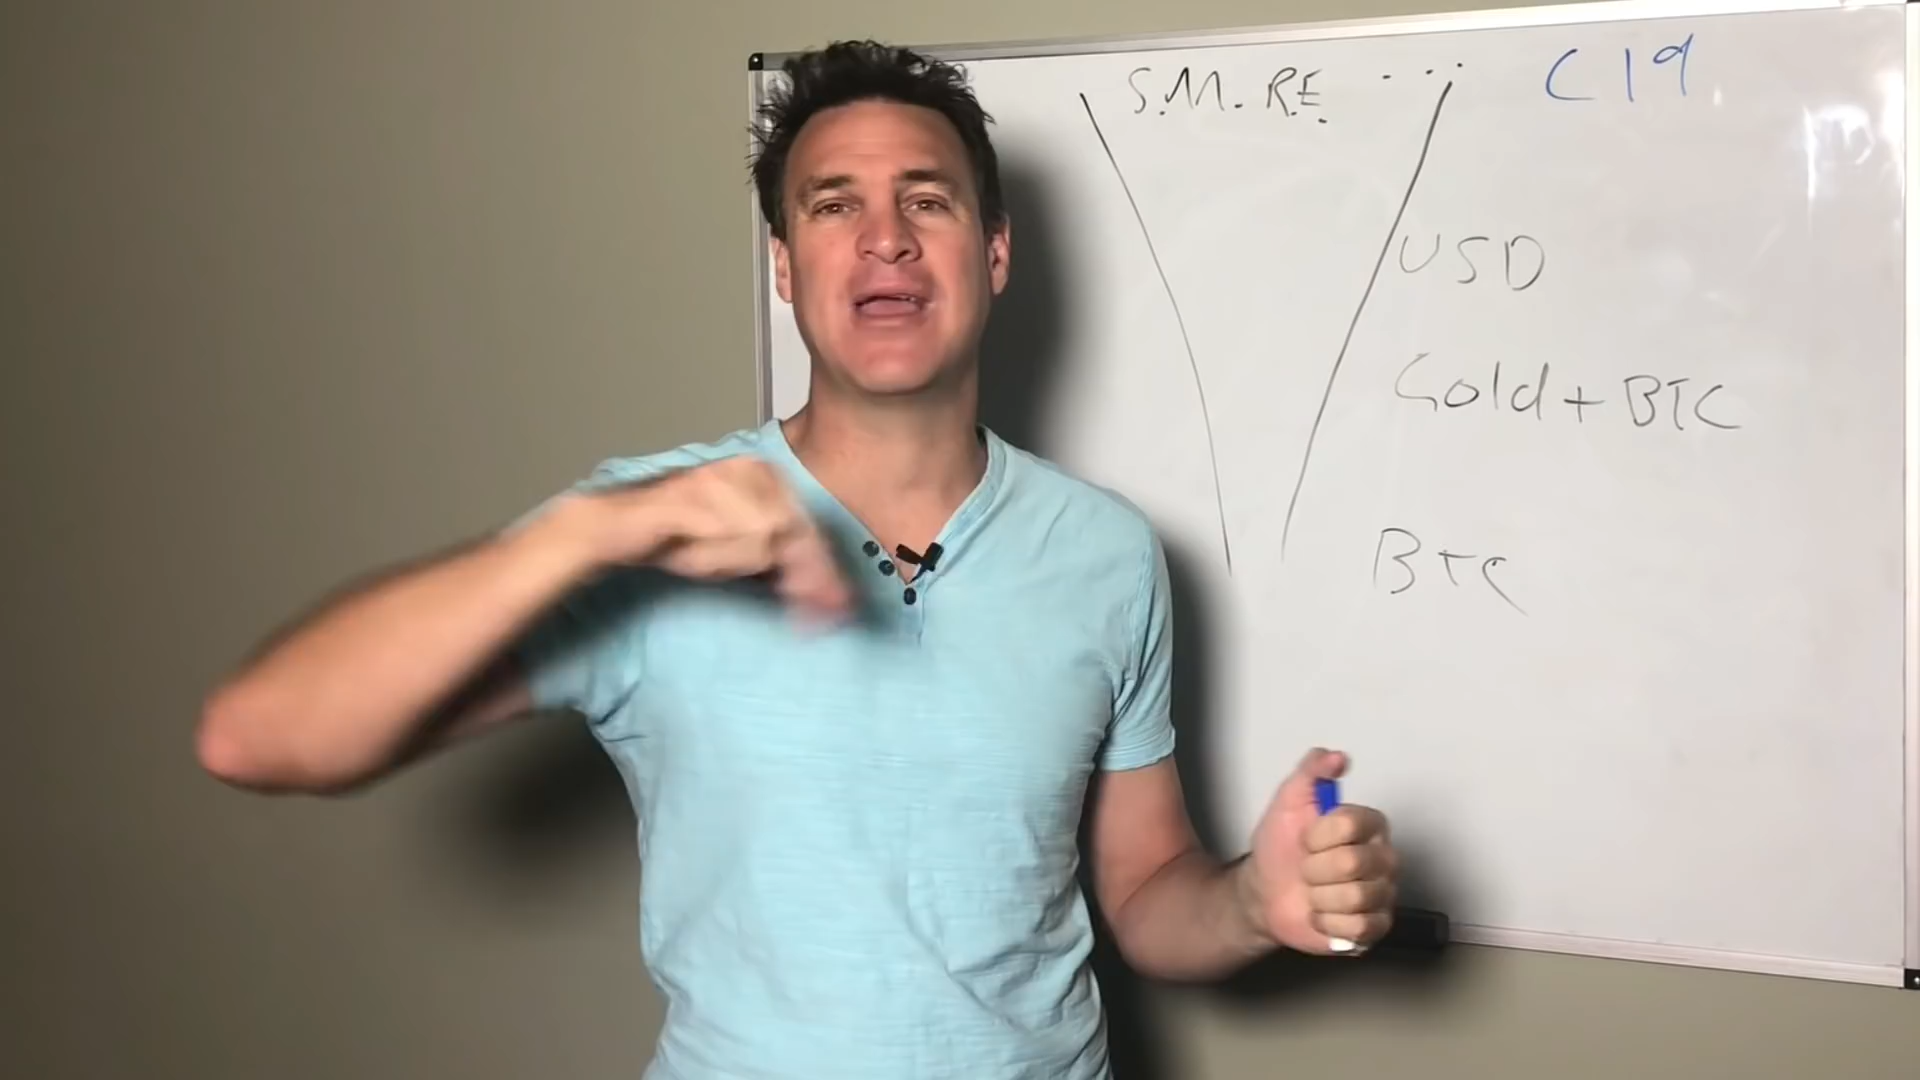 S.M. R.E. ...
C19
USD
Gold + BTC
BTC